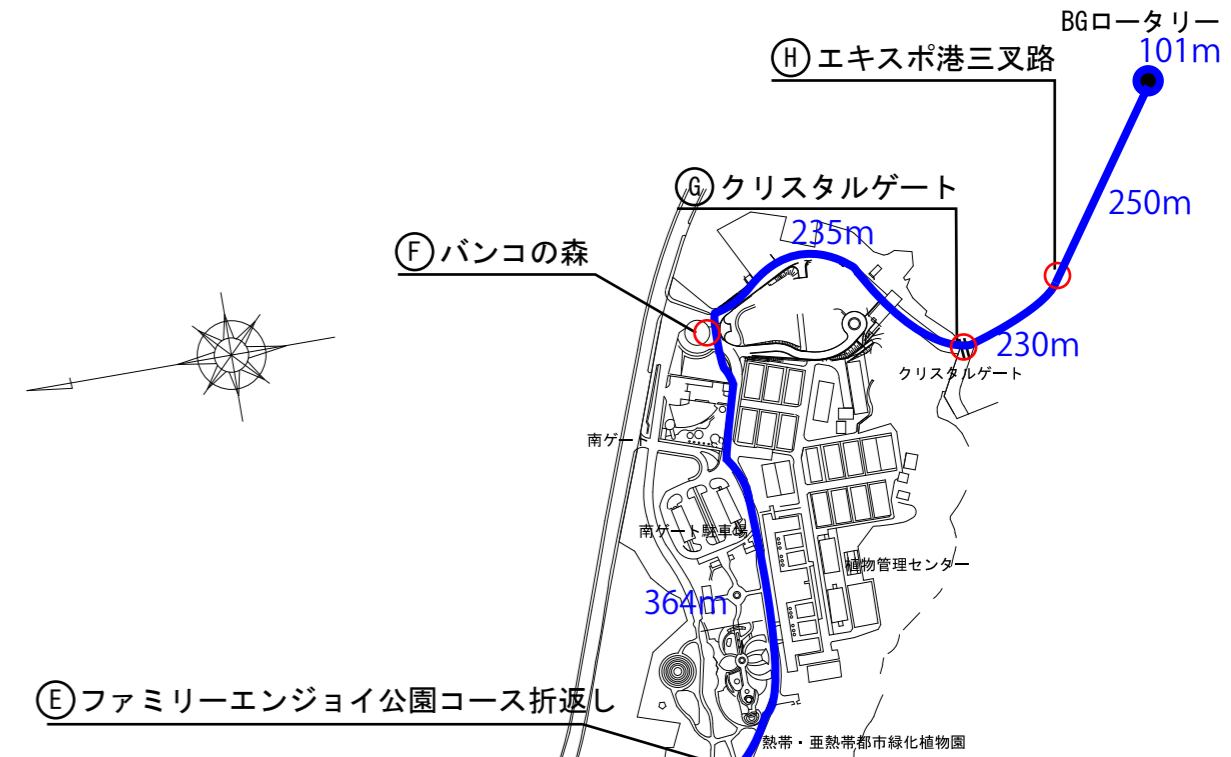 BGロータリー
101m
Ⓗエキスポ港三叉路
250m
Ⓖクリスタルゲート
235m
Ⓕバンコの森
230m
クリスタルゲート
南ゲート
南ゲート駐車場
植物管理センター
364m
Ⓔファミリーエンジョイ公園コース折返し
熱帯・亜熱帯都市緑化植物園